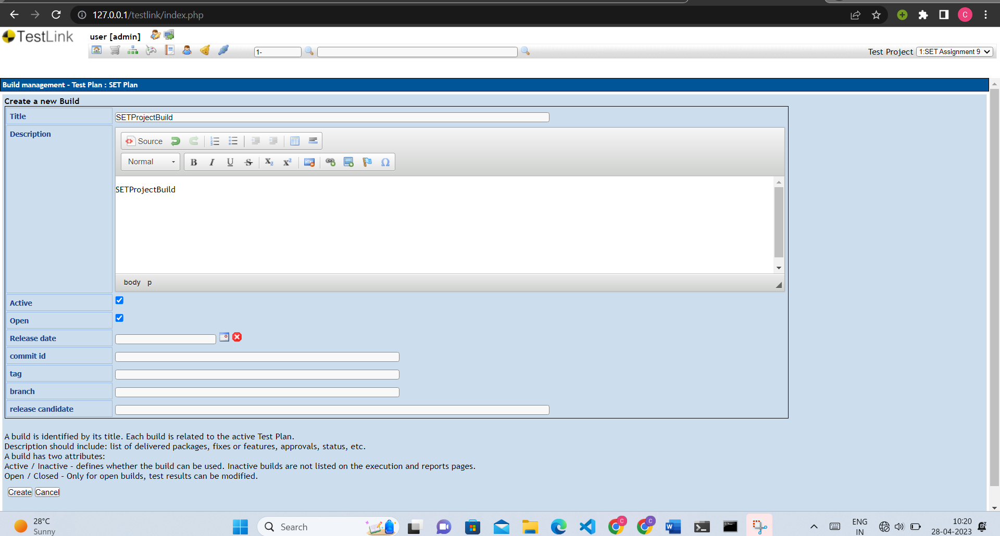 127.0.0.1/testlink/index.php
C
TestLink
user [admin]
1-
Test Project 1:SET Assignment 9
Build management - Test Plan : SET Plan
Create a new Build
Title SETProjectBuild
Description
Source
Normal B I U S X2 X2 Ω
SETProjectBuild
body p
Active
Open
Release date
commit id
tag
branch
release candidate
A build is identified by its title. Each build is related to the active Test Plan.
Description should include: list of delivered packages, fixes or features, approvals, status, etc.
A build has two attributes:
Active / Inactive - defines whether the build can be used. Inactive builds are not listed on the execution and reports pages.
Open / Closed - Only for open builds, test results can be modified.
Create Cancel
28°C
Sunny
Search
C
C
W
ENG
IN
10:20
28-04-2023